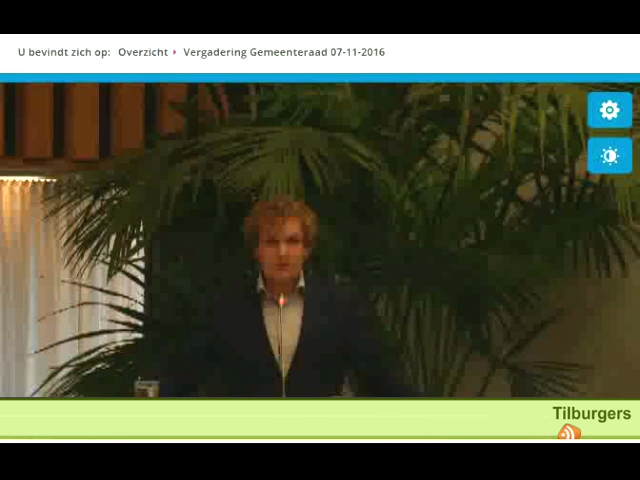 U bevindt zich op: Overzicht Vergadering Gemeenteraad 07-11-2016
Tilburgers